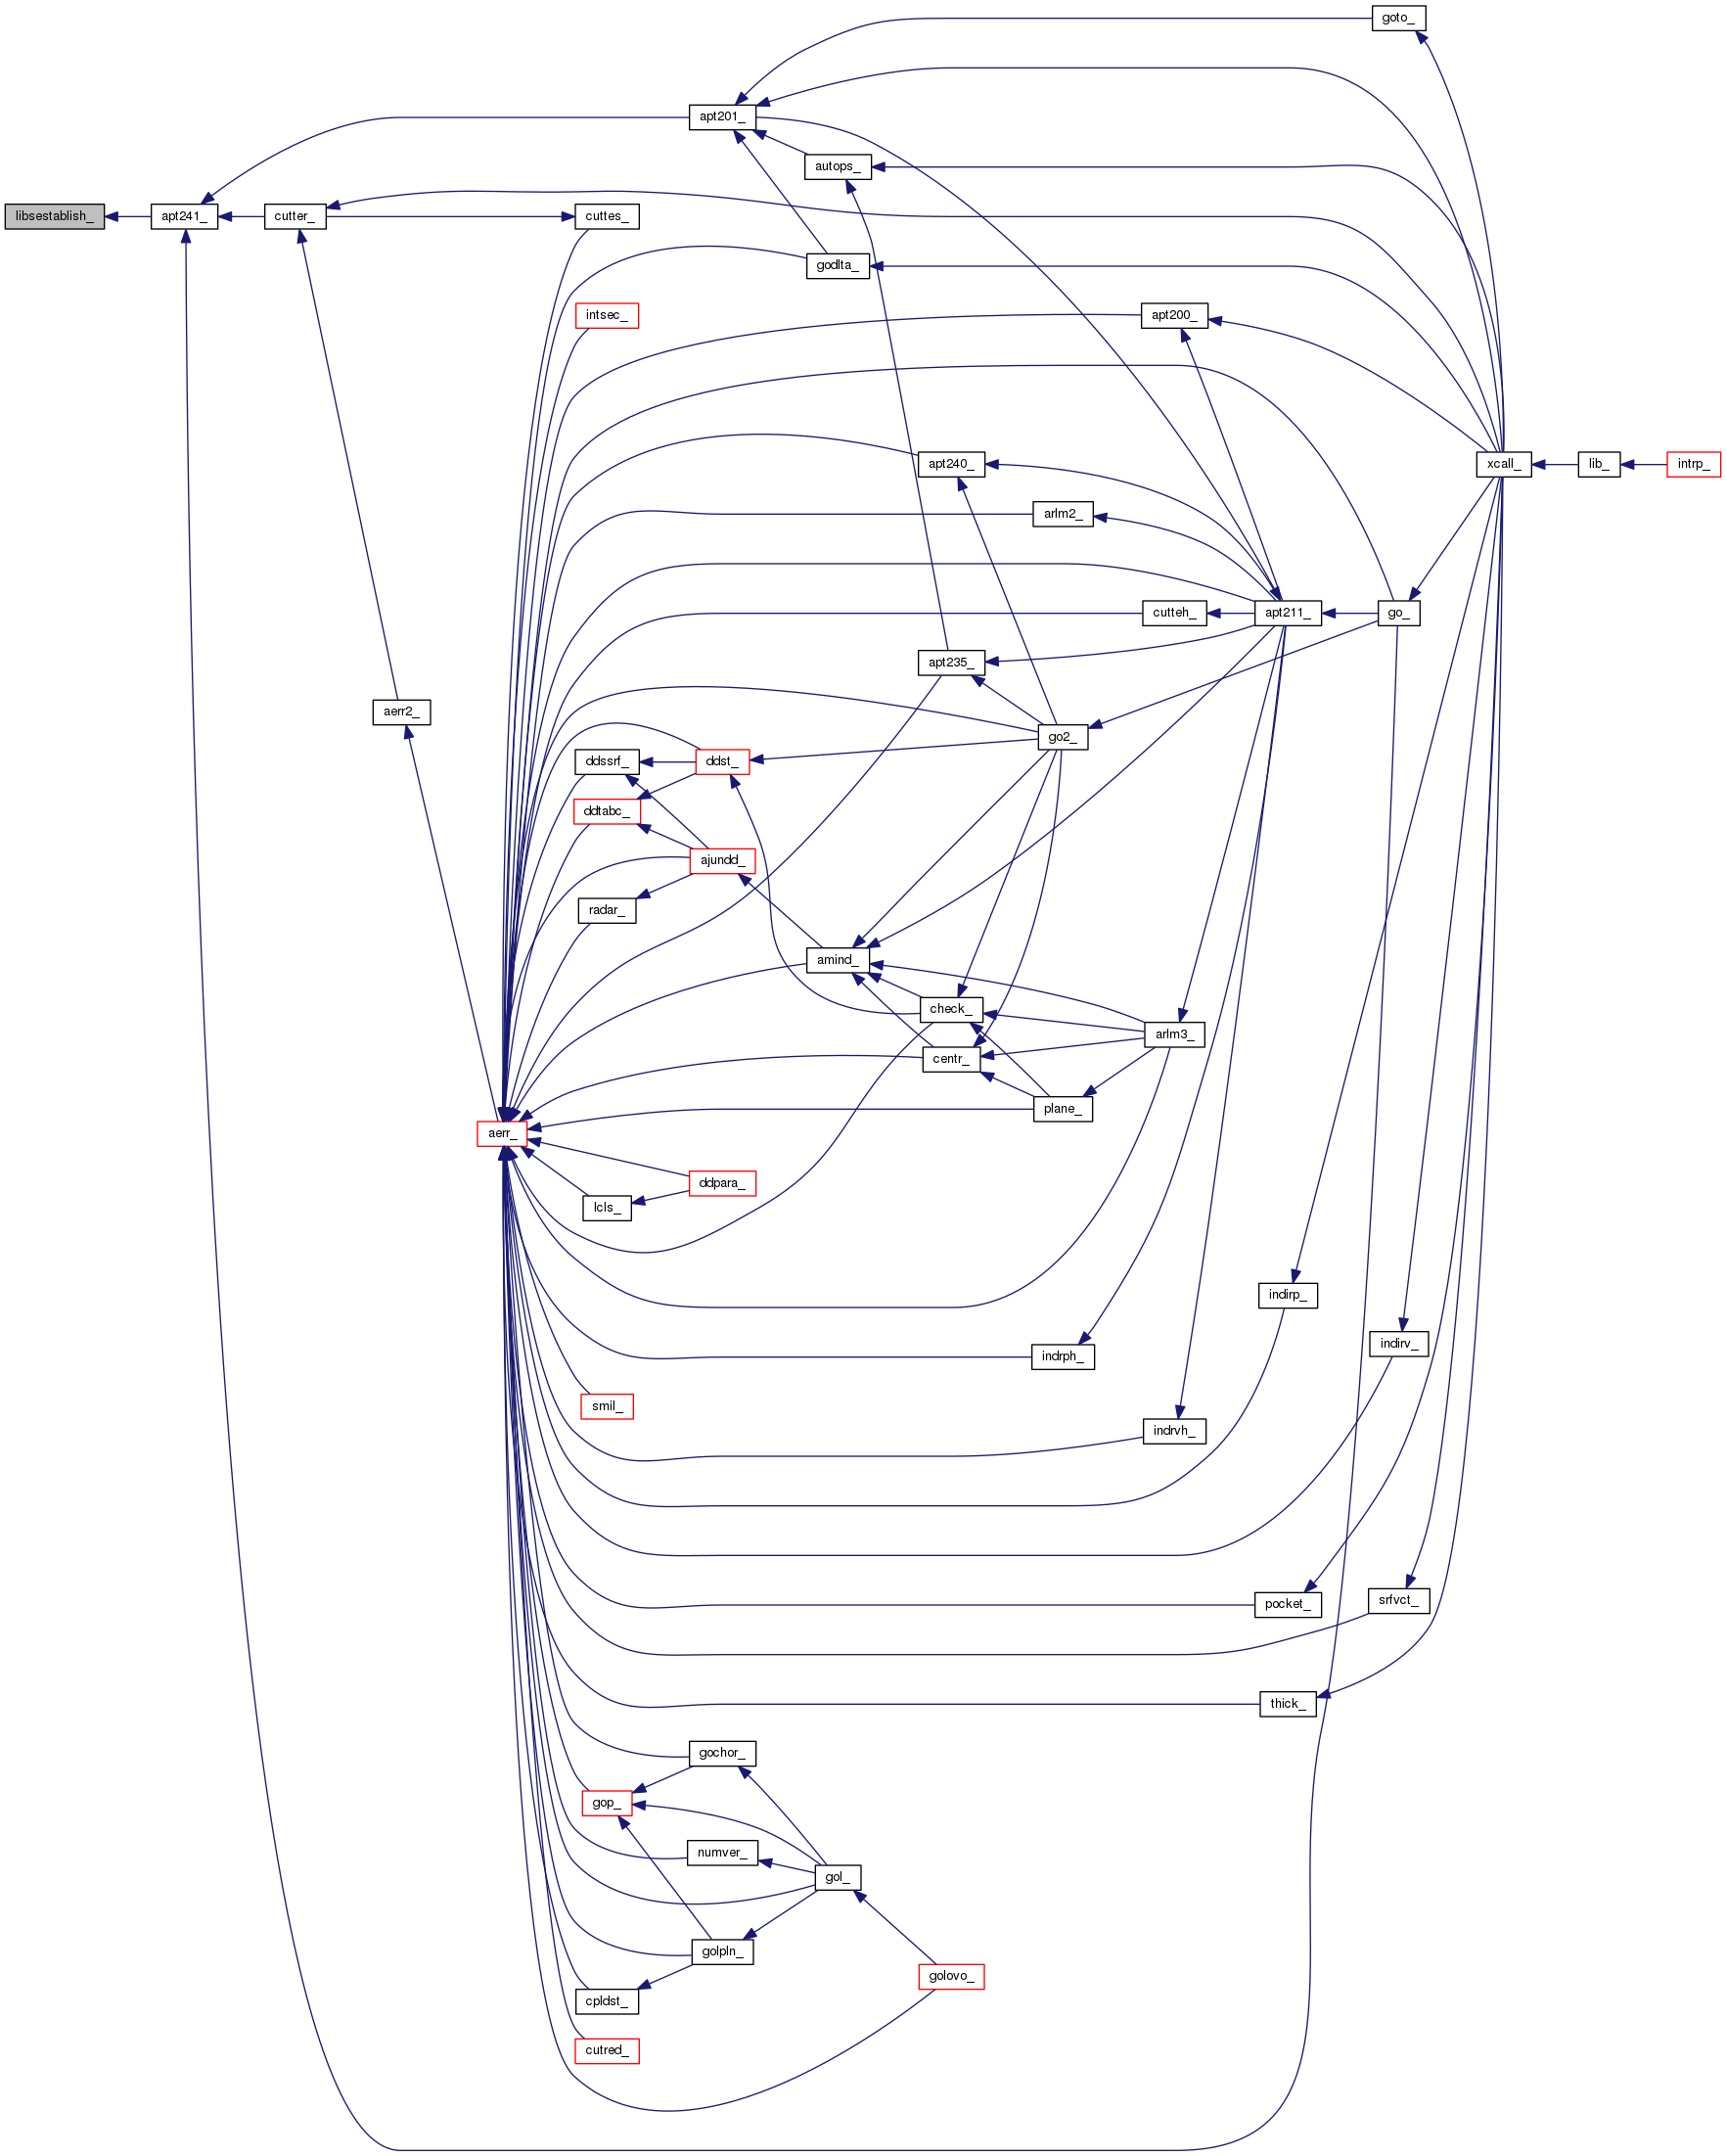 goto_
apt201_
autops_
libsestablish_
apt241_
cutter_
cuttes_
godlta_
intsec_
apt200_
apt240_
xcall_
lib_
intrp_
arlm2_
cutteh_
apt211_
go_
apt235_
aerr2_
go2_
ddssrf_
ddst_
ddtabc_
ajundd_
radar_
amind_
check_
arlm3_
centr_
plane_
aerr_
ddpara_
lcls_
indirp_
indirv_
indrph_
smil_
indrvh_
pocket_
srfvct_
thick_
gochor_
gop_
numver_
gol_
golpln_
golovo_
cpldst_
cutred_